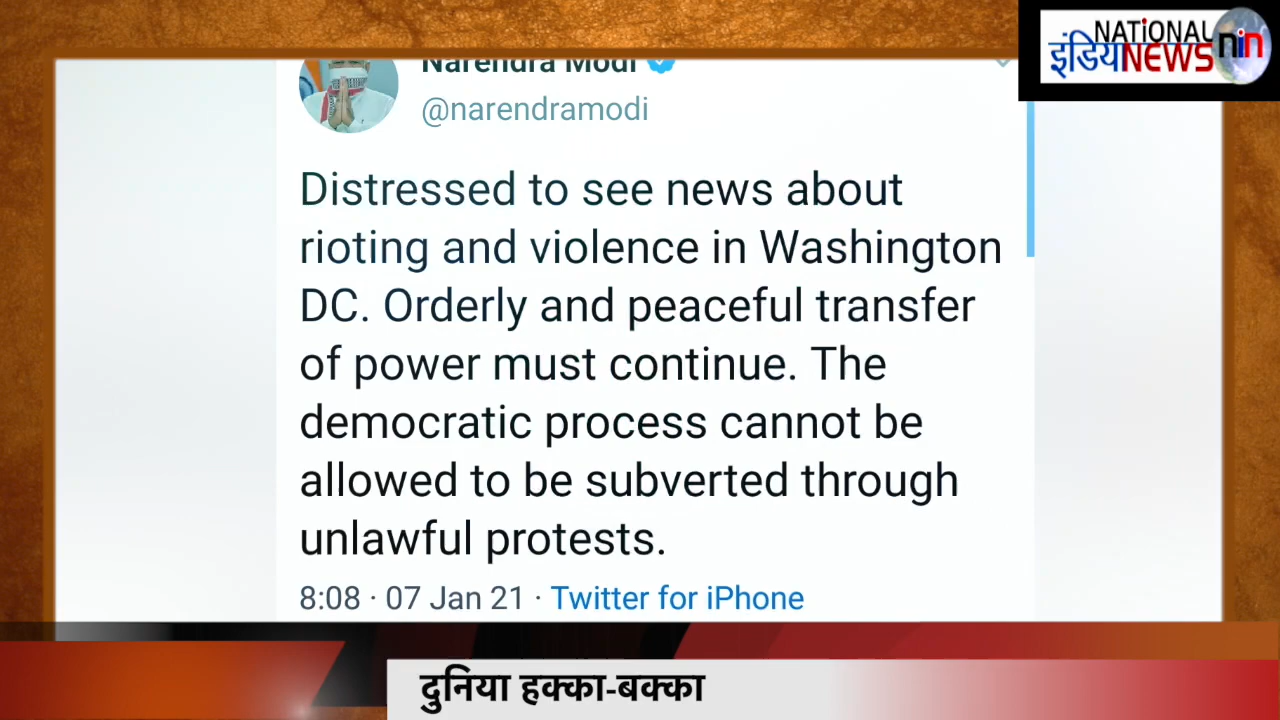 NATiONAL
इंडिया NEWS nin
Narendra Modi
@narendramodi
Distressed to see news about
rioting and violence in Washington
DC. Orderly and peaceful transfer
of power must continue. The
democratic process cannot be
allowed to be subverted through
unlawful protests.
8:08 · 07 Jan 21 · Twitter for iPhone
दुनिया हक्का-बक्का